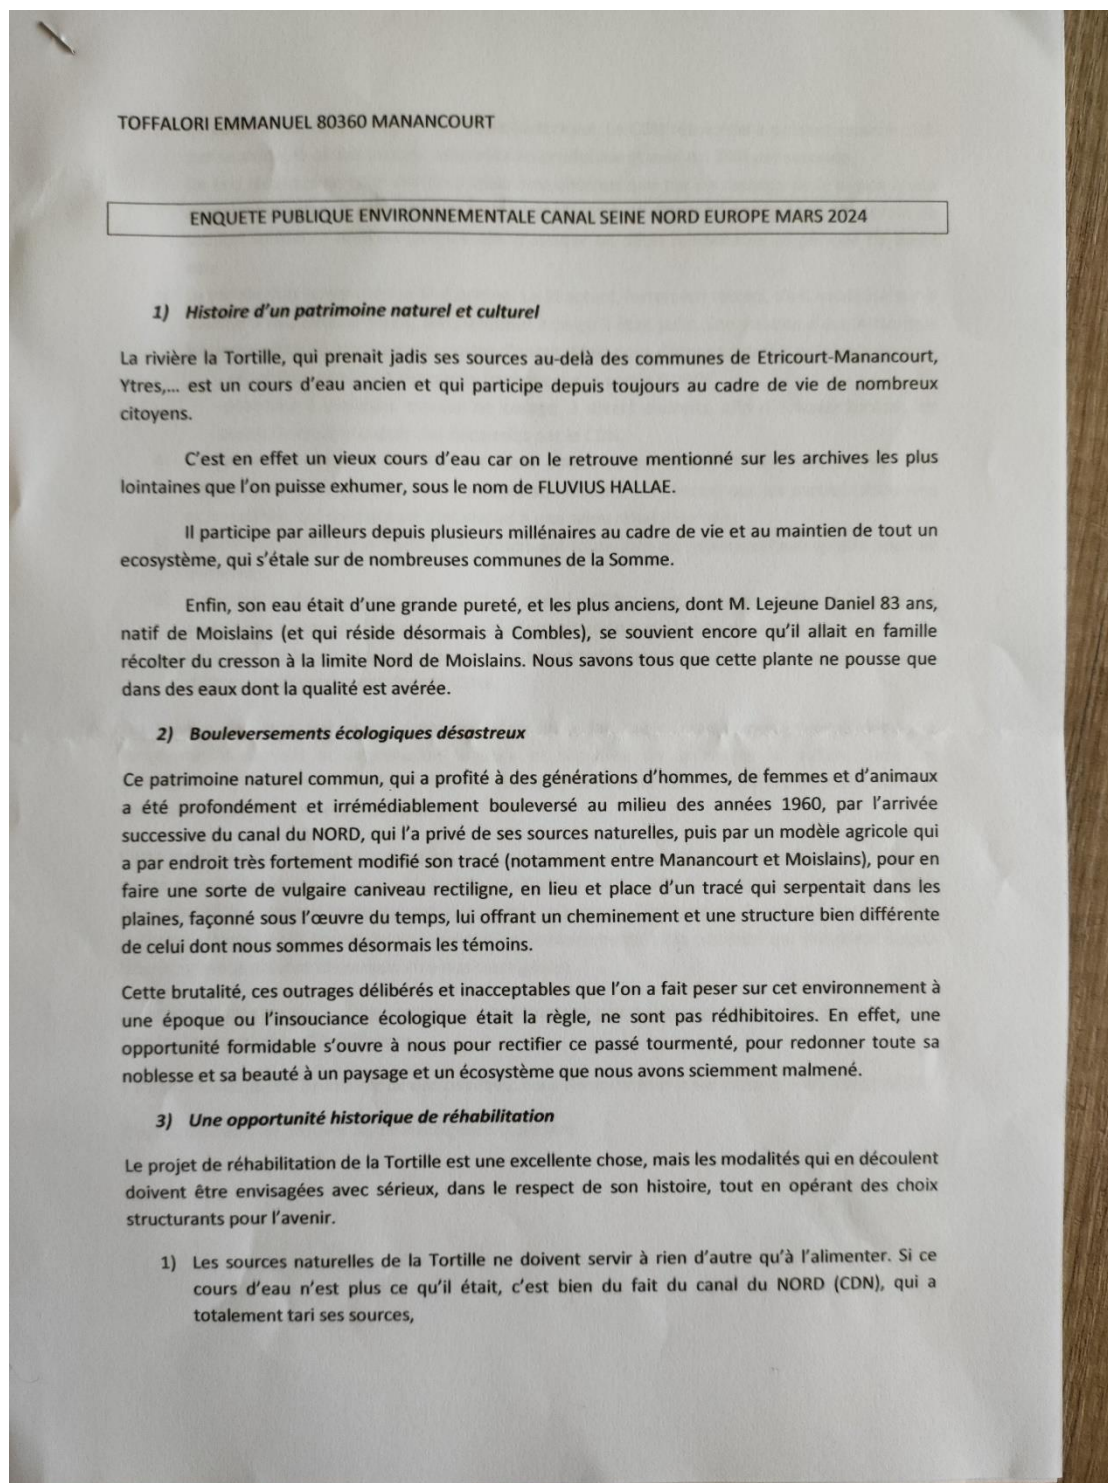 TOFFALORI EMMANUEL 80360 MANANCOURT
ENQUETE PUBLIQUE ENVIRONNEMENTALE CANAL SEINE NORD EUROPE MARS 2024
1) Histoire d'un patrimoine naturel et culturel
La rivière la Tortille, qui prenait jadis ses sources au-delà des communes de Etricourt-Manancourt,
Ytres,... est un cours d'eau ancien et qui participe depuis toujours au cadre de vie de nombreux
citoyens.
C'est en effet un vieux cours d'eau car on le retrouve mentionné sur les archives les plus
lointaines que l'on puisse exhumer, sous le nom de FLUVIUS HALLAE.
Il participe par ailleurs depuis plusieurs millénaires au cadre de vie et au maintien de tout un
ecosystème, qui s'étale sur de nombreuses communes de la Somme.
Enfin, son eau était d'une grande pureté, et les plus anciens, dont M. Lejeune Daniel 83 ans,
natif de Moislains (et qui réside désormais à Combles), se souvient encore qu'il allait en famille
récolter du cresson à la limite Nord de Moislains. Nous savons tous que cette plante ne pousse que
dans des eaux dont la qualité est avérée.
2) Bouleversements écologiques désastreux
Ce patrimoine naturel commun, qui a profité à des générations d'hommes, de femmes et d'animaux
a été profondément et irrémédiablement bouleversé au milieu des années 1960, par l'arrivée
successive du canal du NORD, qui l'a privé de ses sources naturelles, puis par un modèle agricole qui
a par endroit très fortement modifié son tracé (notamment entre Manancourt et Moislains), pour en
faire une sorte de vulgaire caniveau rectiligne, en lieu et place d'un tracé qui serpentait dans les
plaines, façonné sous l'œuvre du temps, lui offrant un cheminement et une structure bien différente
de celui dont nous sommes désormais les témoins.
Cette brutalité, ces outrages délibérés et inacceptables que l'on a fait peser sur cet environnement à
une époque ou l'insouciance écologique était la règle, ne sont pas rédhibitoires. En effet, une
opportunité formidable s'ouvre à nous pour rectifier ce passé tourmenté, pour redonner toute sa
noblesse et sa beauté à un paysage et un écosystème que nous avons sciemment malmené.
3) Une opportunité historique de réhabilitation
Le projet de réhabilitation de la Tortille est une excellente chose, mais les modalités qui en découlent
doivent être envisagées avec sérieux, dans le respect de son histoire, tout en opérant des choix
structurants pour l'avenir.
1) Les sources naturelles de la Tortille ne doivent servir à rien d'autre qu'à l'alimenter. Si ce
cours d'eau n'est plus ce qu'il était, c'est bien du fait du canal du NORD (CDN), qui a
totalement tari ses sources,